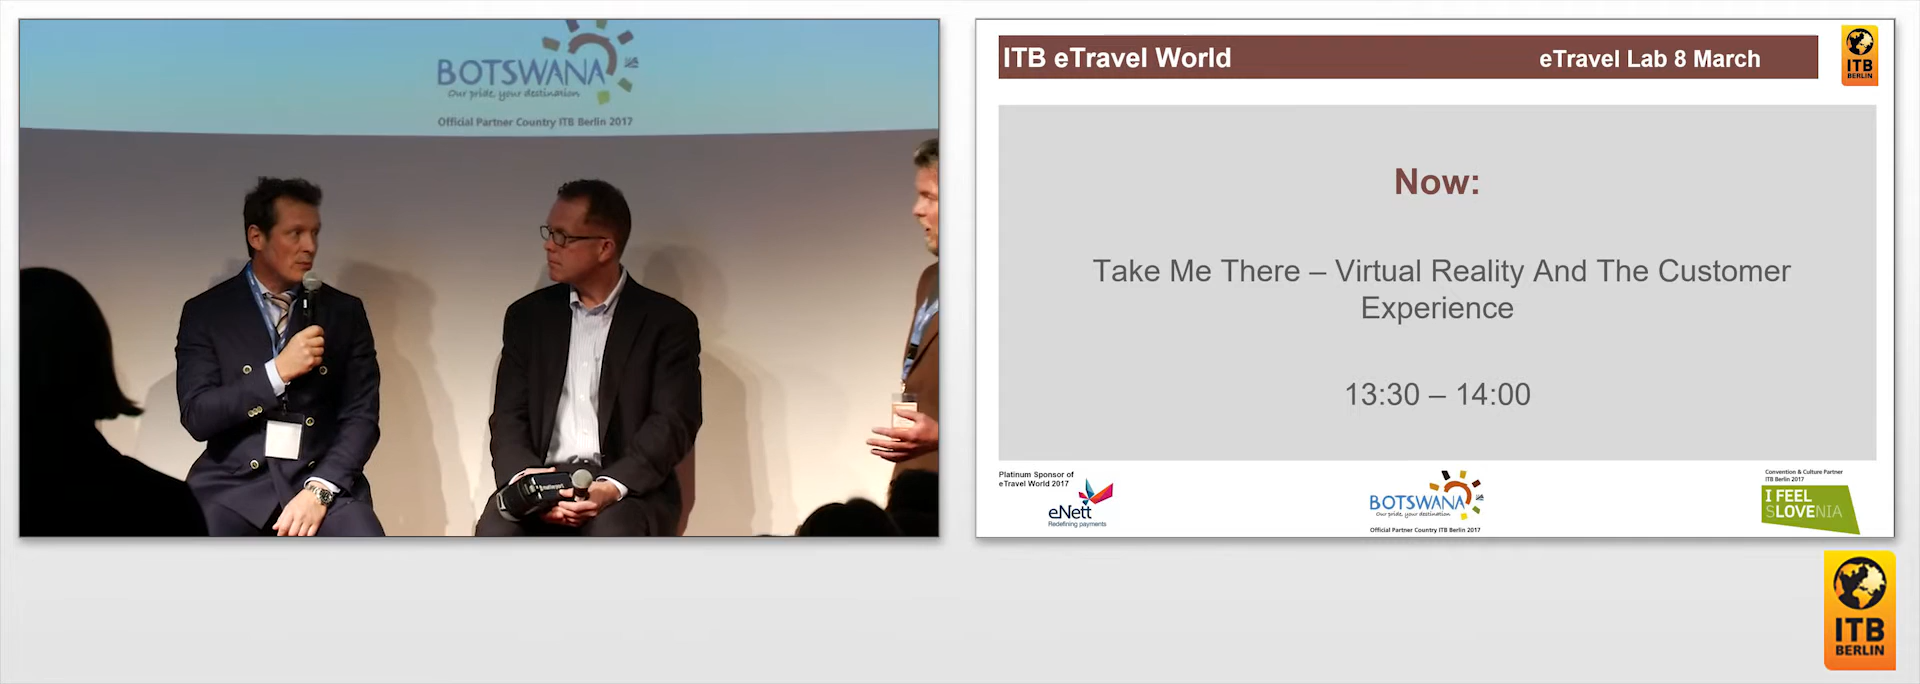 BOTSWANA
Our pride, your destination
Official Partner Country ITB Berlin 2017
ITB eTravel World
eTravel Lab 8 March
ITB
BERLIN
Now:
Take Me There – Virtual Reality And The Customer
Experience
13:30 – 14:00
Platinum Sponsor of
eTravel World 2017
eNett
Redefining payments
BOTSWANA
Our pride, your destination
Official Partner Country ITB Berlin 2017
Convention & Culture Partner
ITB Berlin 2017
I FEEL
SLOVENIA
ITB
BERLIN